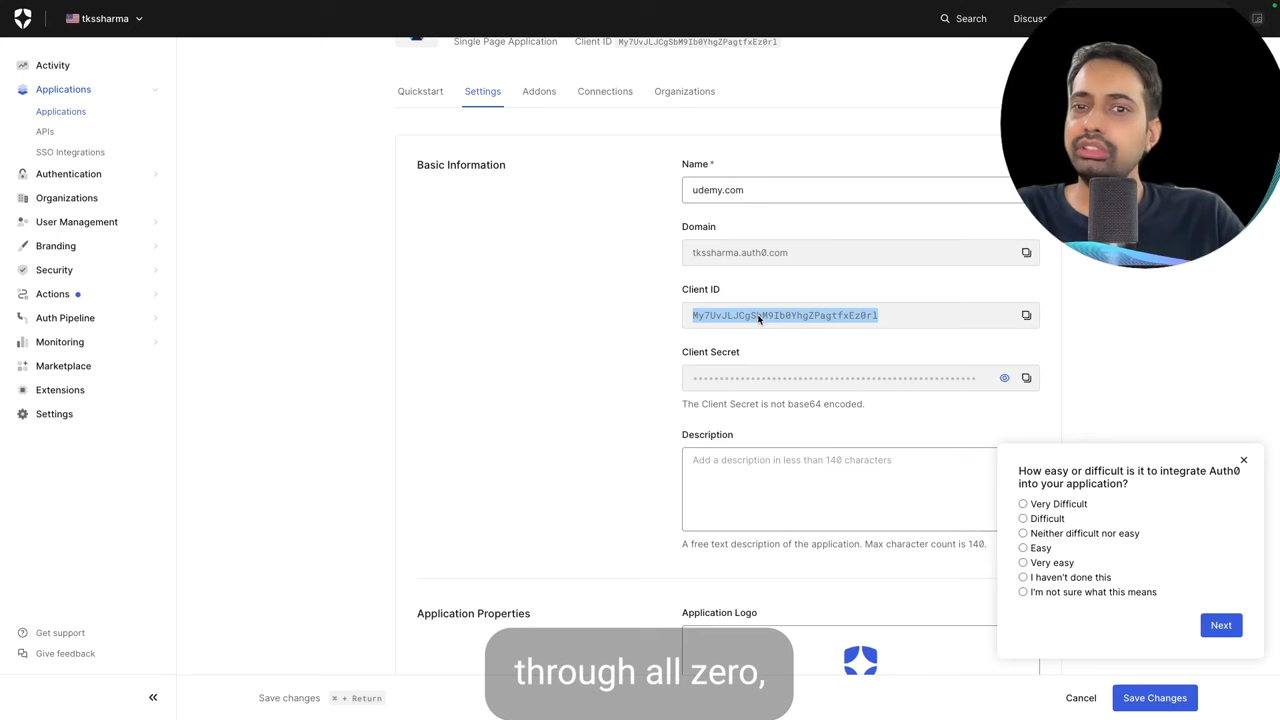 tkssharma
Search
Discuss
Activity
Applications
Applications
APIs
SSO Integrations
Authentication
Organizations
User Management
Branding
Security
Actions
Auth Pipeline
Monitoring
Marketplace
Extensions
Settings
Get support
Give feedback
Single Page Application Client ID My7UvJLJCgSbM9Ib0YhgZPagtfxEz0rl
Quickstart Settings Addons Connections Organizations
Basic Information
Name *
udemy.com
Domain
tkssharma.auth0.com
Client ID
My7UvJLJCgSbM9Ib0YhgZPagtfxEz0rl
Client Secret
The Client Secret is not base64 encoded.
Description
Add a description in less than 140 characters
A free text description of the application. Max character count is 140.
Application Properties
Application Logo
How easy or difficult is it to integrate Auth0
into your application?
Very Difficult
Difficult
Neither difficult nor easy
Easy
Very easy
I haven't done this
I'm not sure what this means
Next
through all zero,
Save changes ⌘ + Return
Cancel
Save Changes